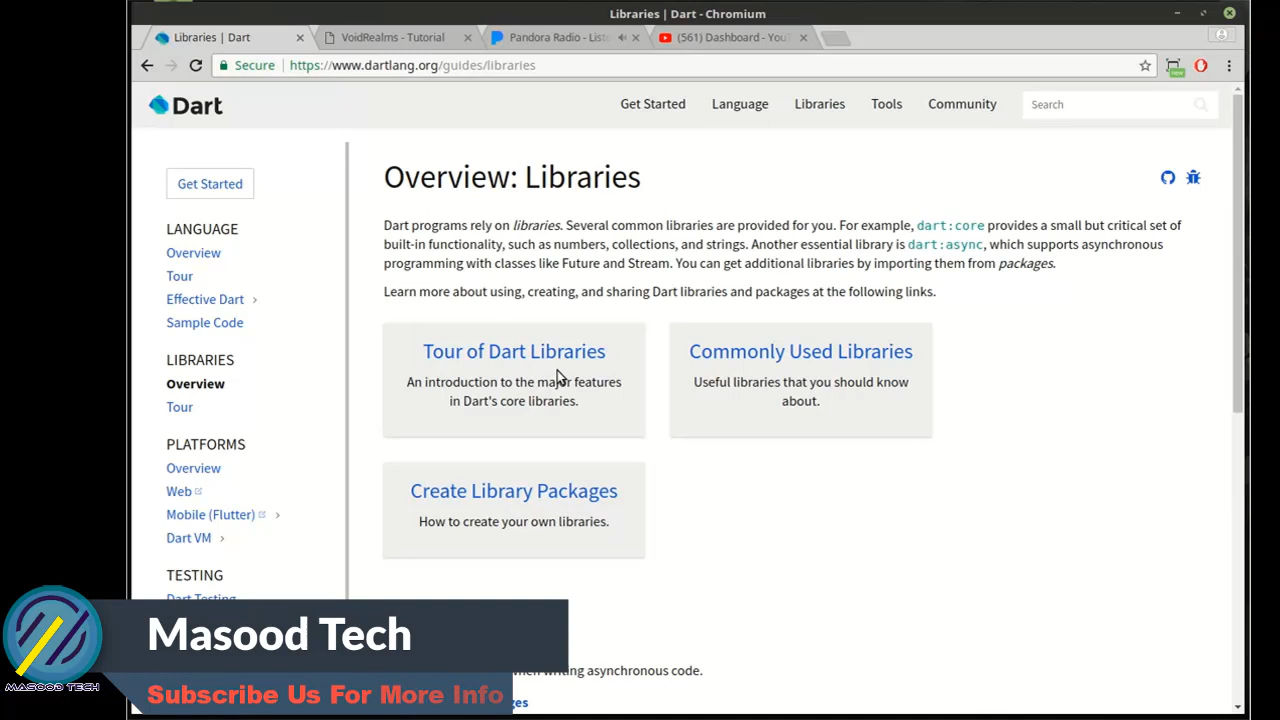 Libraries | Dart - Chromium
Libraries | Dart
VoidRealms - Tutorial
Pandora Radio - List
(561) Dashboard - You
Secure
https://www.dartlang.org/guides/libraries
new
Dart
Get Started
Language
Libraries
Tools
Community
Search
Get Started
LANGUAGE
Overview
Tour
Effective Dart
Sample Code
LIBRARIES
Overview
Tour
PLATFORMS
Overview
Web
Mobile (Flutter)
Dart VM
TESTING
Dart Testing
Overview: Libraries
Dart programs rely on libraries. Several common libraries are provided for you. For example, dart:core provides a small but critical set of
built-in functionality, such as numbers, collections, and strings. Another essential library is dart:async, which supports asynchronous
programming with classes like Future and Stream. You can get additional libraries by importing them from packages.
Learn more about using, creating, and sharing Dart libraries and packages at the following links.
Tour of Dart Libraries
An introduction to the major features
in Dart's core libraries.
Commonly Used Libraries
Useful libraries that you should know
about.
Create Library Packages
How to create your own libraries.
when writing asynchronous code.
ges
MASOOD TECH
Masood Tech
Subscribe Us For More Info